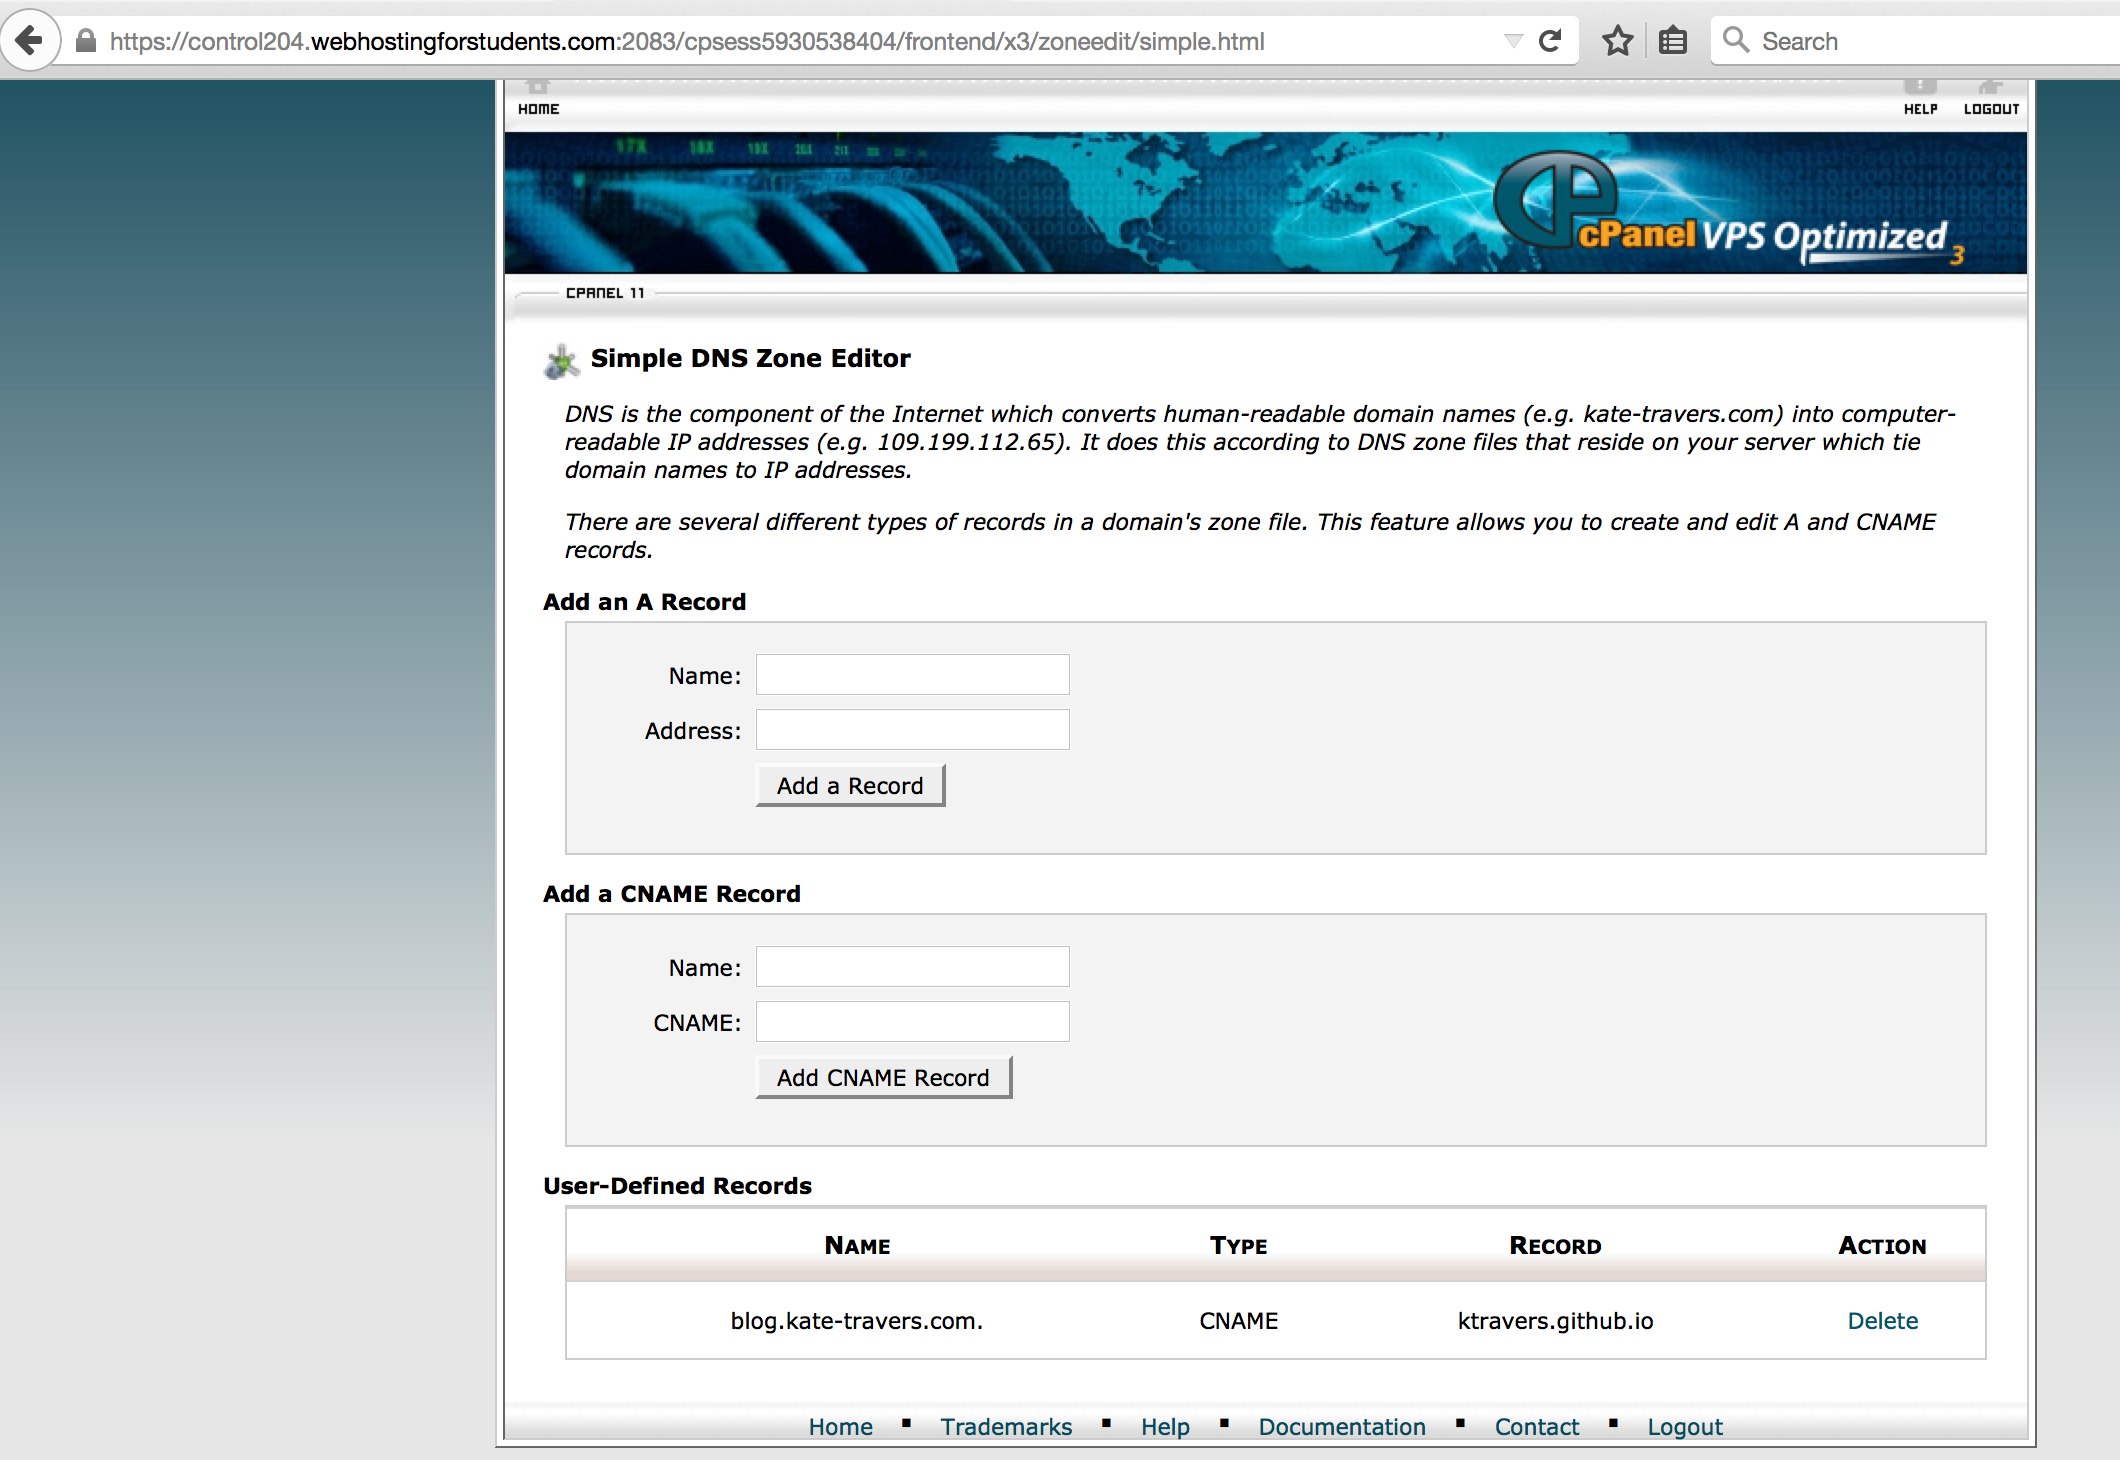 https://control204.webhostingforstudents.com:2083/cpsess5930538404/frontend/x3/zoneedit/simple.html
Search
HOME
HELP LOGOUT
17X 18X 19X 20X 21X
cPanel VPS Optimized 3
CPANEL 11
Simple DNS Zone Editor
DNS is the component of the Internet which converts human-readable domain names (e.g. kate-travers.com) into computer-
readable IP addresses (e.g. 109.199.112.65). It does this according to DNS zone files that reside on your server which tie
domain names to IP addresses.
There are several different types of records in a domain's zone file. This feature allows you to create and edit A and CNAME
records.
Add an A Record
Name:
Address:
Add a Record
Add a CNAME Record
Name:
CNAME:
Add CNAME Record
User-Defined Records
NAME TYPE RECORD ACTION
blog.kate-travers.com. CNAME ktravers.github.io Delete
Home ▪ Trademarks ▪ Help ▪ Documentation ▪ Contact ▪ Logout